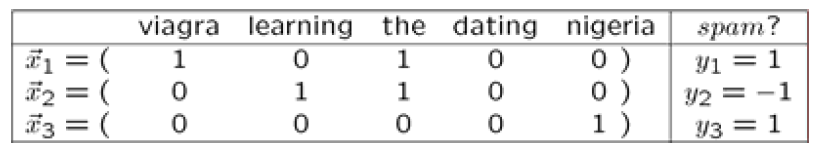 viagra learning the dating nigeria spam?
x⃗₁ = ( 1 0 1 0 0 ) y₁ = 1
x⃗₂ = ( 0 1 1 0 0 ) y₂ = −1
x⃗₃ = ( 0 0 0 0 1 ) y₃ = 1